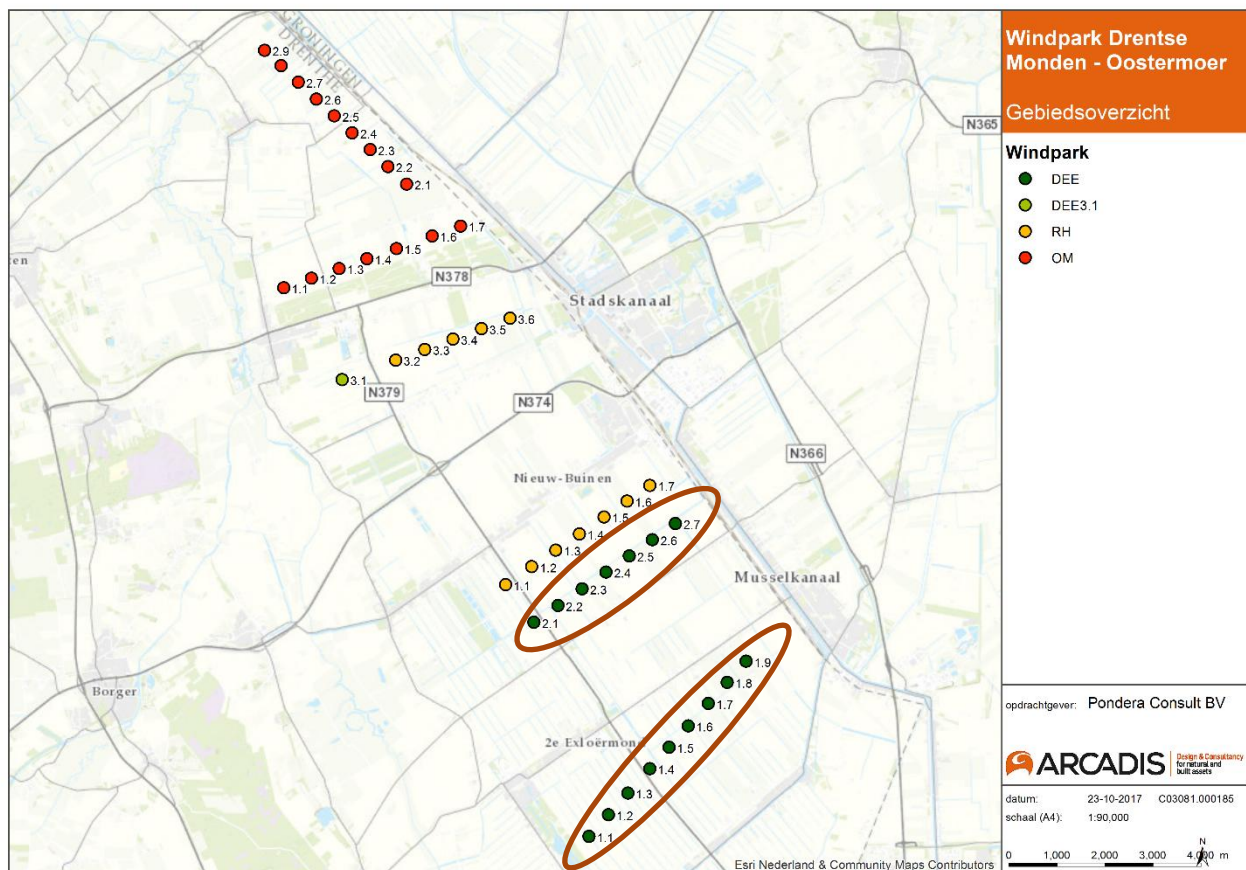 GRONINGEN
DRENTHE
2.9
2.7
2.6
2.5
2.4
2.3
2.2
2.1
N365
1.7
1.6
1.5
1.4
1.3
1.2
1.1
N378
Stadskanaal
3.6
3.5
3.4
3.3
3.2
3.1
N379
N374
N366
Nieuw-Buinen
1.7
1.6
1.5
1.4
1.3
1.2
1.1
2.7
2.6
2.5
2.4
2.3
2.2
2.1
Musselkanaal
Borger
2e Exloërmond
1.9
1.8
1.7
1.6
1.5
1.4
1.3
1.2
1.1
Esri Nederland & Community Maps Contributors
Windpark Drentse
Monden - Oostermoer
Gebiedsoverzicht
Windpark
DEE
DEE3.1
RH
OM
opdrachtgever: Pondera Consult BV
ARCADIS
Design & Consultancy
for natural and
built assets
datum: 23-10-2017 C03081.000185
schaal (A4): 1:90,000
N
0 1,000 2,000 3,000 4,000 m